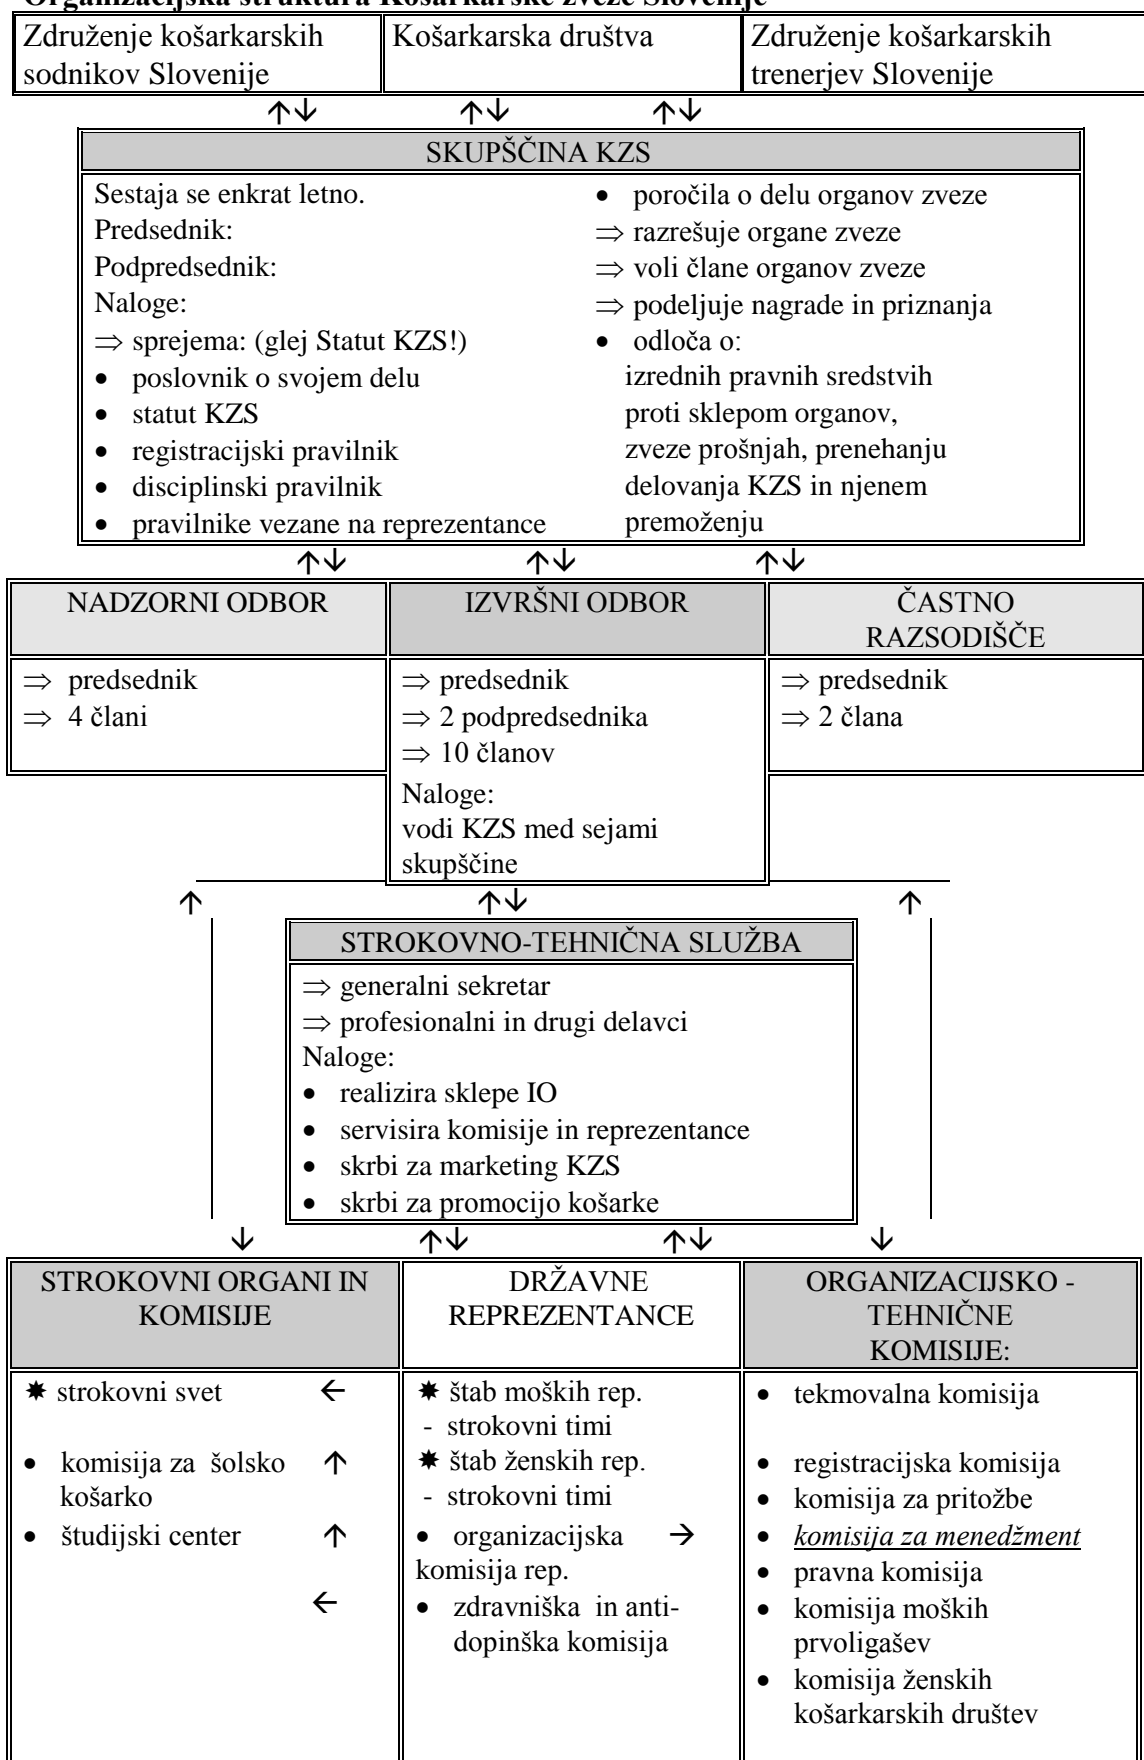 Organizacijska struktura Košarkarske zveze Slovenije
Združenje košarkarskih
sodnikov Slovenije
Košarkarska društva
Združenje košarkarskih
trenerjev Slovenije
↑↓ ↑↓ ↑↓
SKUPŠČINA KZS
Sestaja se enkrat letno.
Predsednik:
Podpredsednik:
Naloge:
⇒ sprejema: (glej Statut KZS!)
• poslovnik o svojem delu
• statut KZS
• registracijski pravilnik
• disciplinski pravilnik
• pravilnike vezane na reprezentance
• poročila o delu organov zveze
⇒ razrešuje organe zveze
⇒ voli člane organov zveze
⇒ podeljuje nagrade in priznanja
• odloča o:
izrednih pravnih sredstvih
proti sklepom organov,
zveze prošnjah, prenehanju
delovanja KZS in njenem
premoženju
↑↓ ↑↓ ↑↓
NADZORNI ODBOR
⇒ predsednik
⇒ 4 člani
IZVRŠNI ODBOR
⇒ predsednik
⇒ 2 podpredsednika
⇒ 10 članov
Naloge:
vodi KZS med sejami
skupščine
ČASTNO
RAZSODIŠČE
⇒ predsednik
⇒ 2 člana
↑ ↑↓ ↑
STROKOVNO-TEHNIČNA SLUŽBA
⇒ generalni sekretar
⇒ profesionalni in drugi delavci
Naloge:
• realizira sklepe IO
• servisira komisije in reprezentance
• skrbi za marketing KZS
• skrbi za promocijo košarke
↓ ↑↓ ↑↓ ↓
STROKOVNI ORGANI IN
KOMISIJE
✷ strokovni svet ←
• komisija za šolsko ↑
košarko
• študijski center ↑
←
DRŽAVNE
REPREZENTANCE
✷ štab moških rep.
- strokovni timi
✷ štab ženskih rep.
- strokovni timi
• organizacijska →
komisija rep.
• zdravniška in anti-
dopinška komisija
ORGANIZACIJSKO -
TEHNIČNE
KOMISIJE:
• tekmovalna komisija
• registracijska komisija
• komisija za pritožbe
• komisija za menedžment
• pravna komisija
• komisija moških
prvoligašev
• komisija ženskih
košarkarskih društev